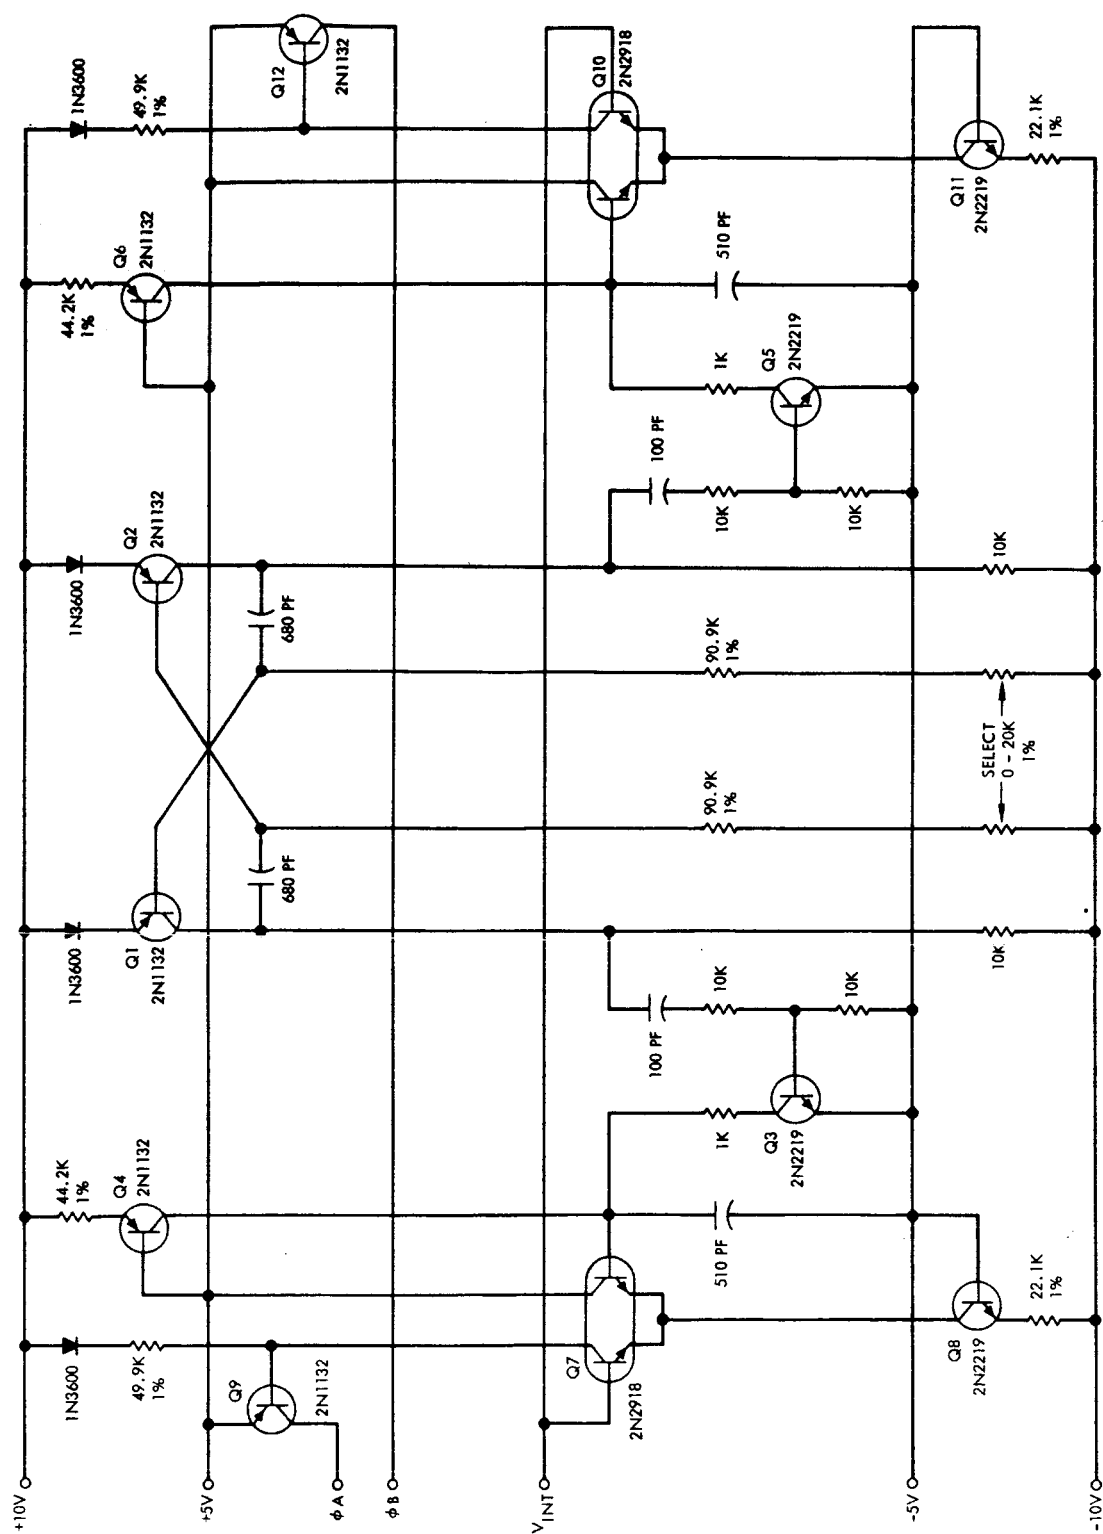 +10V
+5V
φA
φB
VINT
-5V
-10V
1N3600
49.9K
1%
Q9
2N1132
44.2K
1%
Q4
2N1132
Q7
2N2918
510 PF
Q8
2N2219
22.1K
1%
1K
Q3
2N2219
100 PF
10K
10K
1N3600
Q1
2N1132
680 PF
10K
90.9K
1%
SELECT
0 - 20K
1%
90.9K
1%
1N3600
Q2
2N1132
680 PF
10K
100 PF
10K
10K
1K
Q5
2N2219
44.2K
1%
Q6
2N1132
510 PF
1N3600
49.9K
1%
Q12
2N1132
Q10
2N2918
Q11
2N2219
22.1K
1%